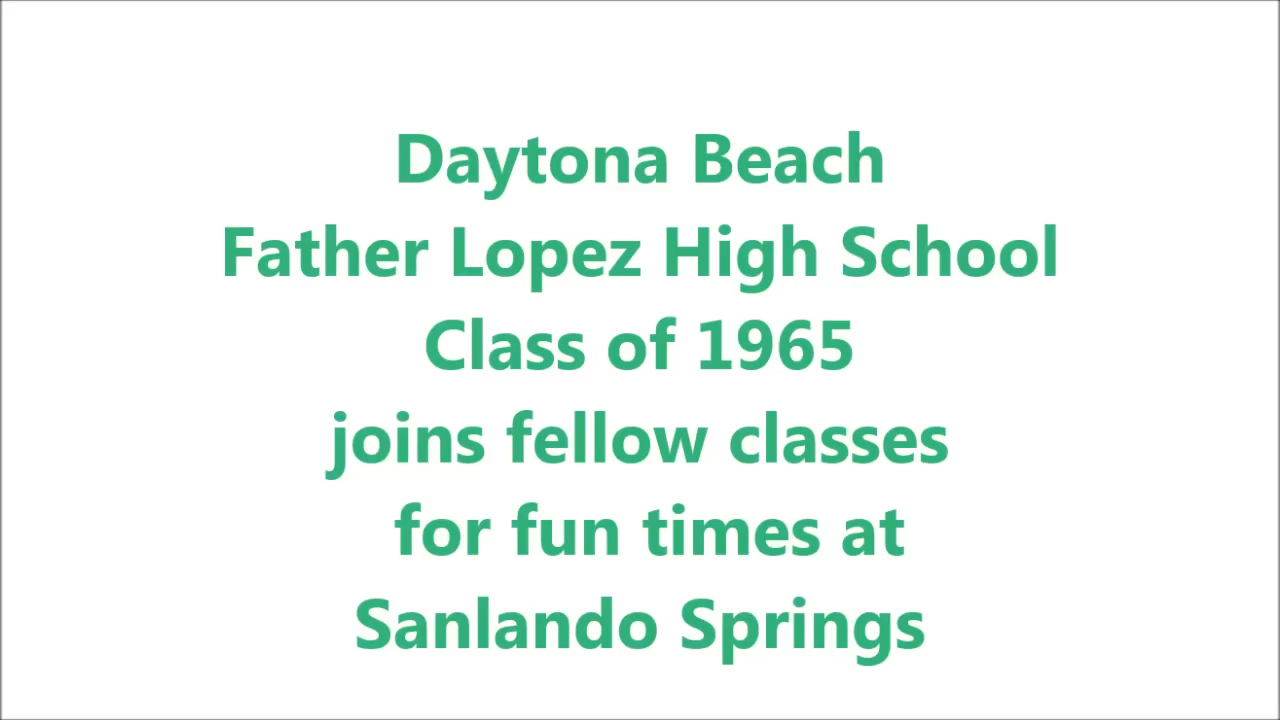 Daytona Beach
Father Lopez High School
Class of 1965
joins fellow classes
for fun times at
Sanlando Springs